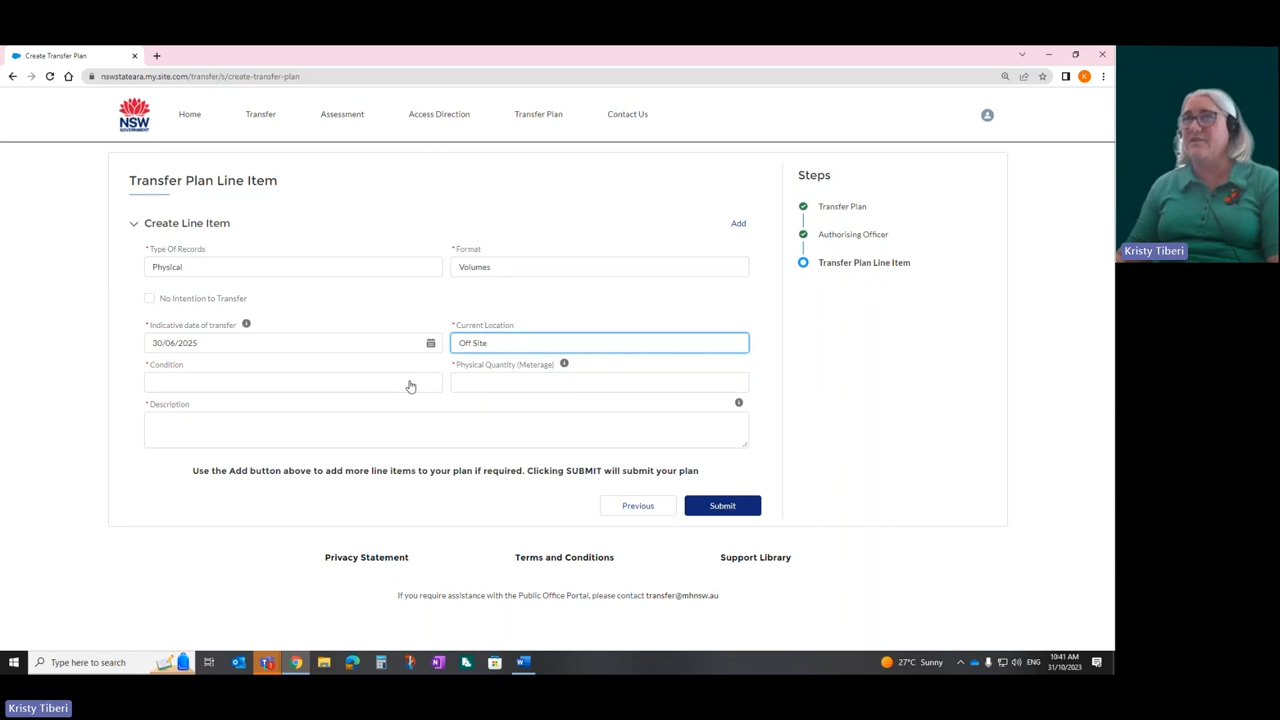 Create Transfer Plan
nswstateara.my.site.com/transfer/s/create-transfer-plan
K
NSW
GOVERNMENT
Home
Transfer
Assessment
Access Direction
Transfer Plan
Contact Us
Transfer Plan Line Item
Create Line Item
Add
* Type Of Records
* Format
Physical
Volumes
No Intention to Transfer
* Indicative date of transfer
* Current Location
30/06/2025
Off Site
* Condition
* Physical Quantity (Meterage)
* Description
Use the Add button above to add more line items to your plan if required. Clicking SUBMIT will submit your plan
Previous
Submit
Steps
Transfer Plan
Authorising Officer
Transfer Plan Line Item
Kristy Tiberi
Privacy Statement
Terms and Conditions
Support Library
If you require assistance with the Public Office Portal, please contact transfer@mhnsw.au
Type here to search
27°C Sunny
ENG
10:41 AM
31/10/2023
Kristy Tiberi